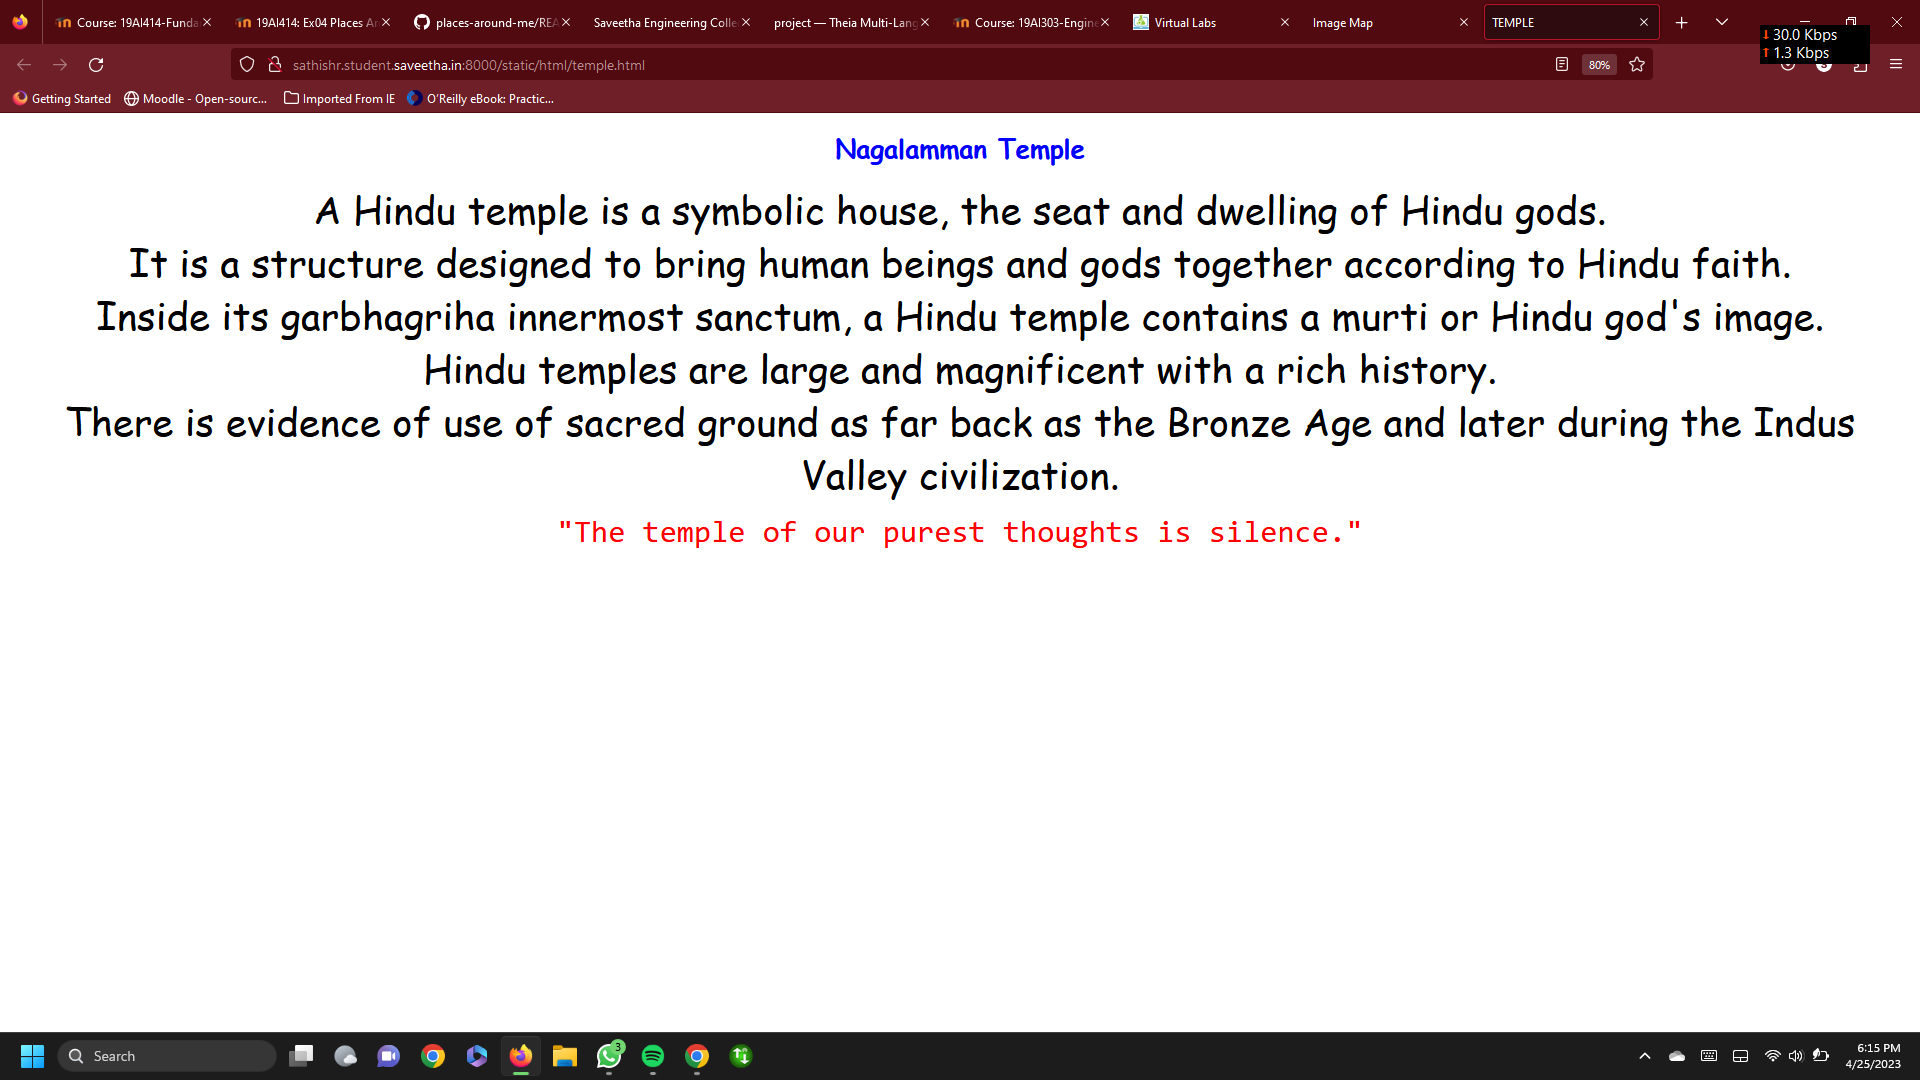 Course: 19AI414-Funda
19AI414: Ex04 Places Ar
places-around-me/REA
Saveetha Engineering Colle
project — Theia Multi-Lang
Course: 19AI303-Engine
Virtual Labs
Image Map
TEMPLE
30.0 Kbps
1.3 Kbps
sathishr.student.saveetha.in:8000/static/html/temple.html
80%
Getting Started
Moodle - Open-sourc...
Imported From IE
O'Reilly eBook: Practic...
Nagalamman Temple
A Hindu temple is a symbolic house, the seat and dwelling of Hindu gods.
It is a structure designed to bring human beings and gods together according to Hindu faith.
Inside its garbhagriha innermost sanctum, a Hindu temple contains a murti or Hindu god's image.
Hindu temples are large and magnificent with a rich history.
There is evidence of use of sacred ground as far back as the Bronze Age and later during the Indus
Valley civilization.
"The temple of our purest thoughts is silence."
Search
3
6:15 PM
4/25/2023